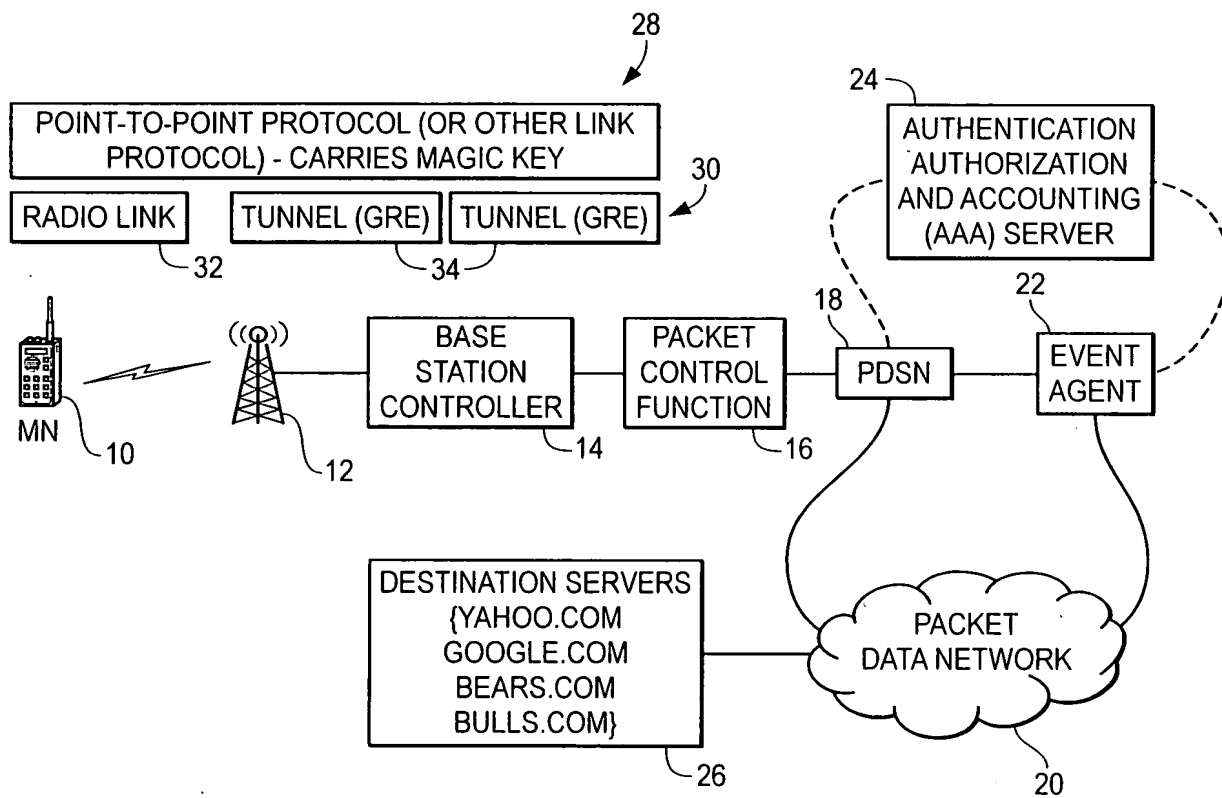 28
POINT-TO-POINT PROTOCOL (OR OTHER LINK
PROTOCOL) - CARRIES MAGIC KEY
30
RADIO LINK
TUNNEL (GRE)
TUNNEL (GRE)
32
34
24
AUTHENTICATION
AUTHORIZATION
AND ACCOUNTING
(AAA) SERVER
MN
10
12
BASE
STATION
CONTROLLER
14
PACKET
CONTROL
FUNCTION
16
18
PDSN
22
EVENT
AGENT
DESTINATION SERVERS
{YAHOO.COM
GOOGLE.COM
BEARS.COM
BULLS.COM}
26
PACKET
DATA NETWORK
20